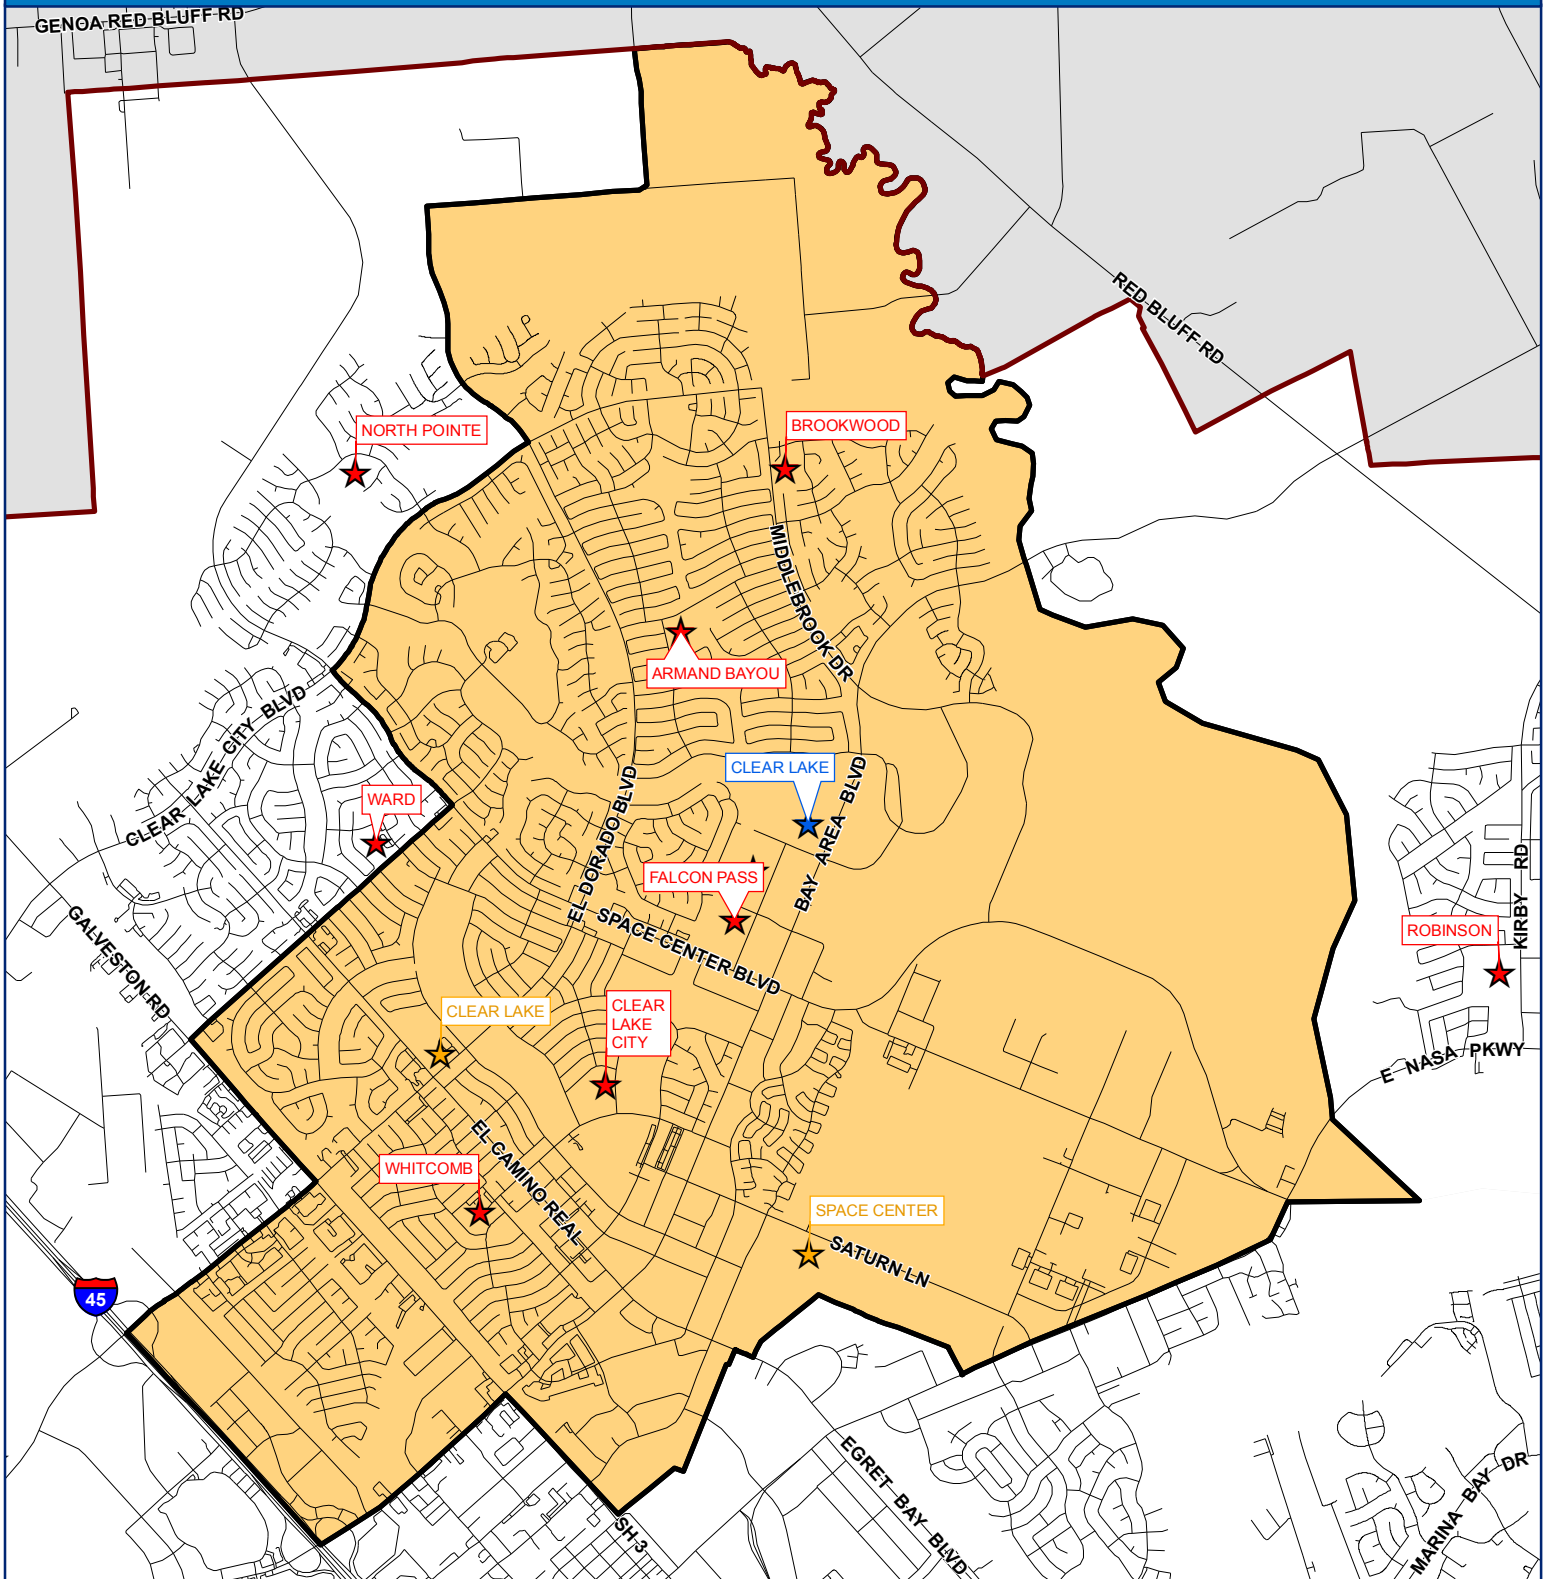 GENOA RED BLUFF RD
RED BLUFF RD
NORTH POINTE
BROOKWOOD
MIDDLEBROOK DR
ARMAND BAYOU
CLEAR LAKE CITY BLVD
CLEAR LAKE
WARD
EL DORADO BLVD
BAY AREA BLVD
FALCON PASS
KIRBY RD
GALVESTON RD
SPACE CENTER BLVD
ROBINSON
CLEAR LAKE
CLEAR
LAKE
CITY
E NASA PKWY
EL CAMINO REAL
WHITCOMB
SPACE CENTER
SATURN LN
45
EGRET BAY BLVD
MARINA BAY DR
SH 3